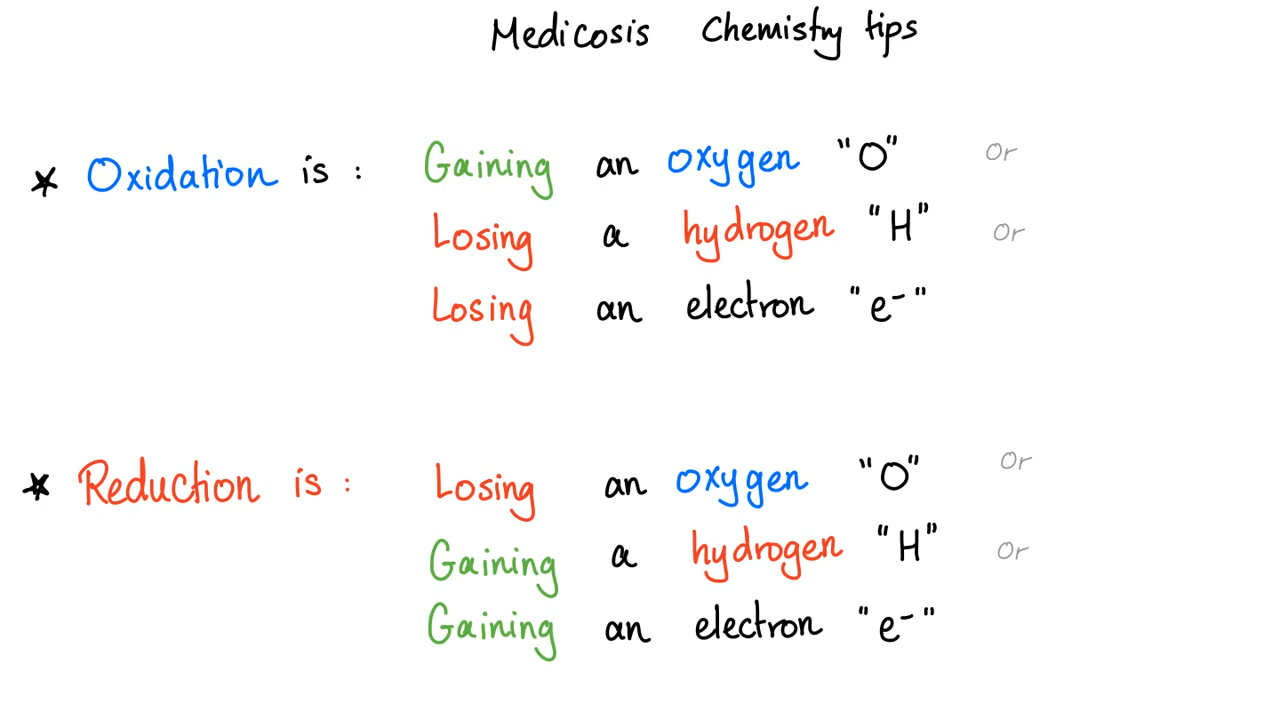 Medicosis Chemistry tips
* Oxidation is : Gaining an oxygen "O" or
Losing a hydrogen "H" or
Losing an electron "e⁻"
* Reduction is : Losing an oxygen "O" or
Gaining a hydrogen "H" or
Gaining an electron "e⁻"